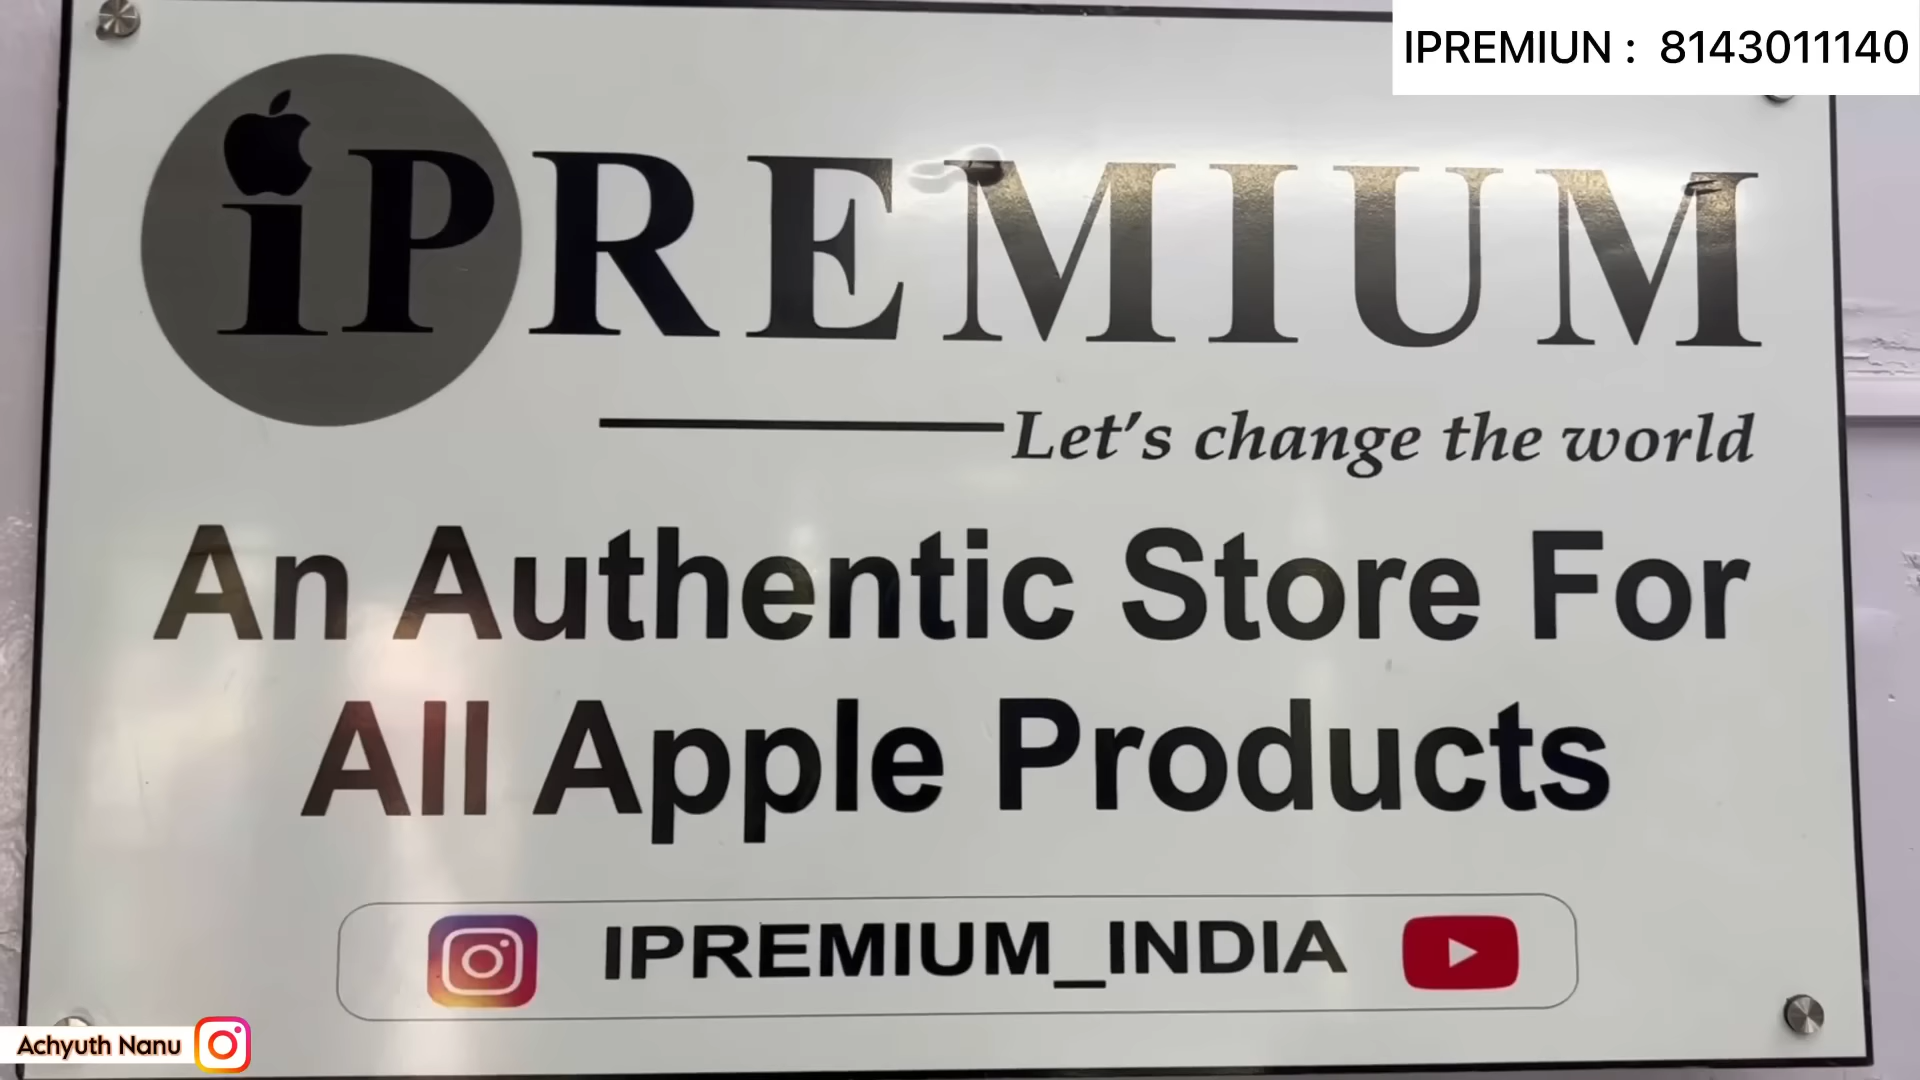 IPREMIUN : 8143011140
iPREMIUM
Let's change the world
An Authentic Store For
All Apple Products
IPREMIUM_INDIA
Achyuth Nanu